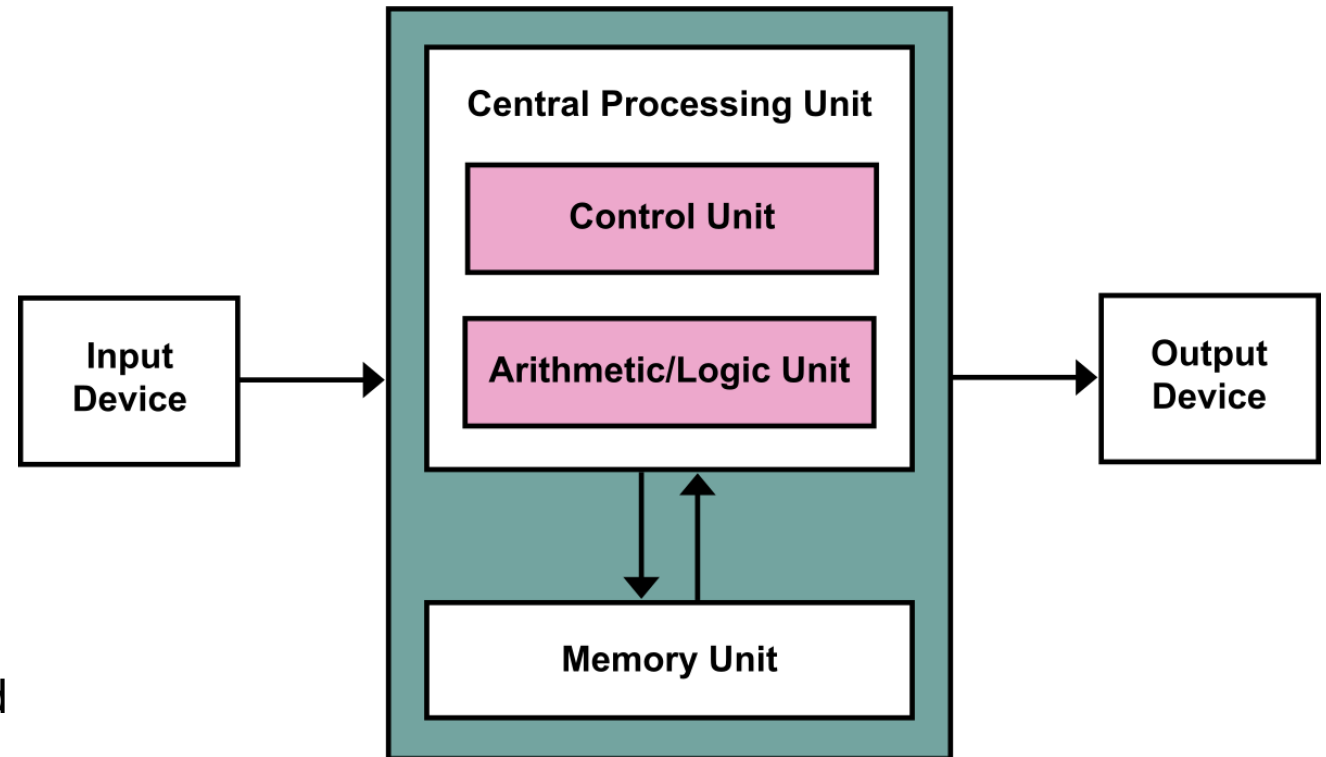 Central Processing Unit
Control Unit
Arithmetic/Logic Unit
Input
Device
Output
Device
Memory Unit